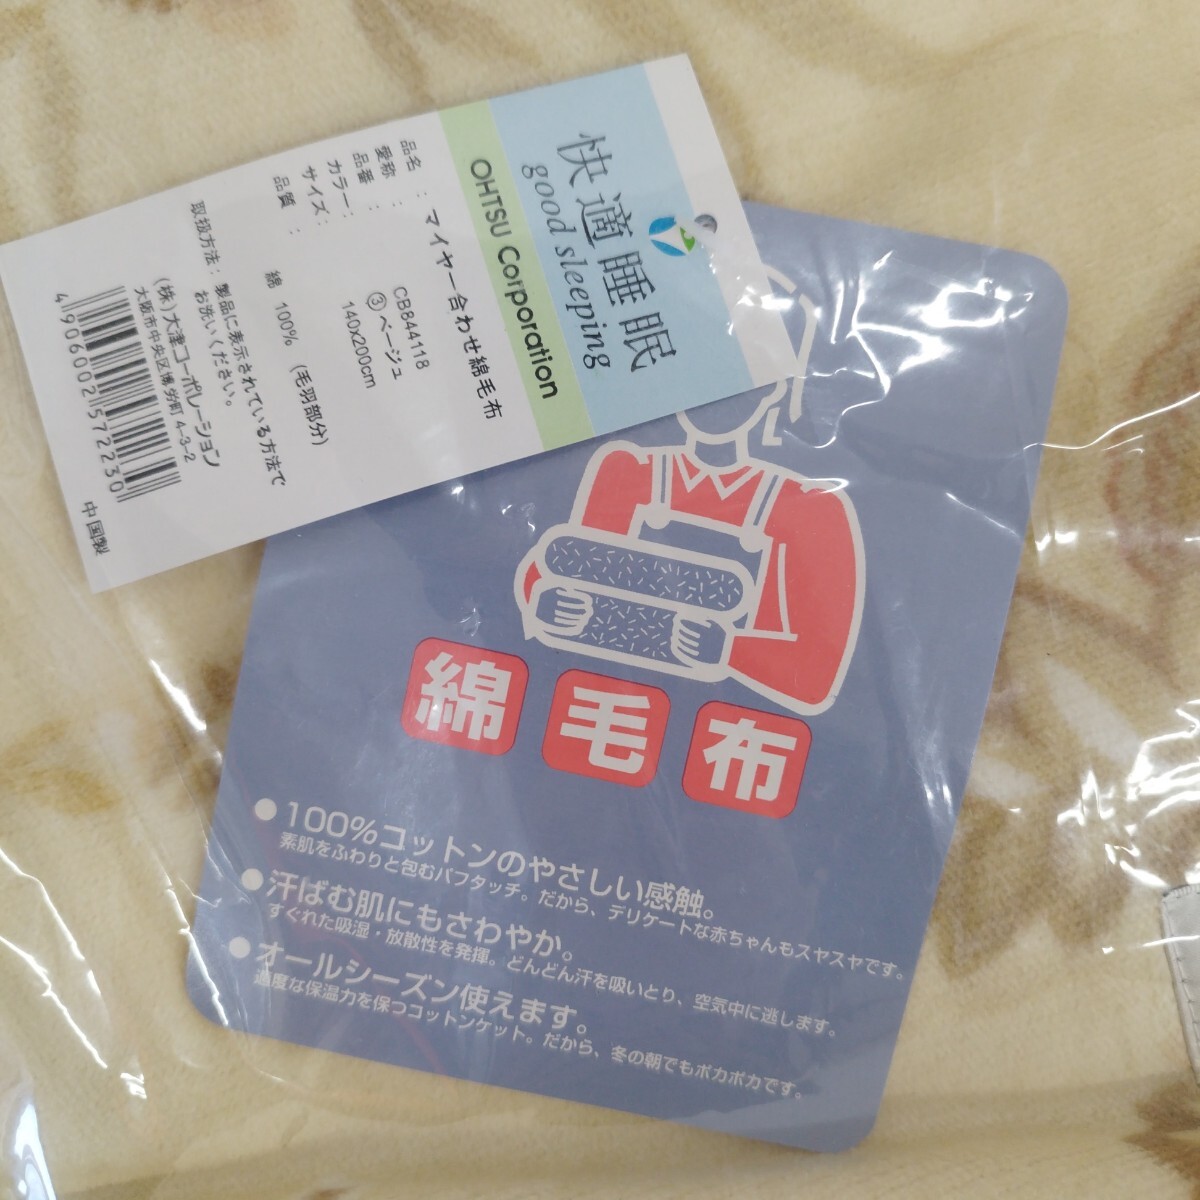 快適睡眠
good sleeping
OHTSU Corporation
品名 : マイヤー合わせ綿毛布
愛称 :
品番 : CB844118
カラー: ③ベージュ
サイズ: 140x200cm
品質 : 綿 100% (毛羽部分)
取扱方法: 製品に表示されている方法で
お洗いください。
(株)大津コーポレーション
大阪市中央区博労町 4-3-2
4 906002 572230
中国製
綿毛布
● 100%コットンのやさしい感触。
素肌をふわりと包むパフタッチ。だから、デリケートな赤ちゃんもスヤスヤです。
● 汗ばむ肌にもさわやか。
すぐれた吸湿・放散性を発揮。どんどん汗を吸いとり、空気中に逃します。
● オールシーズン使えます。
適度な保温力を保つコットンケット。だから、冬の朝でもポカポカです。